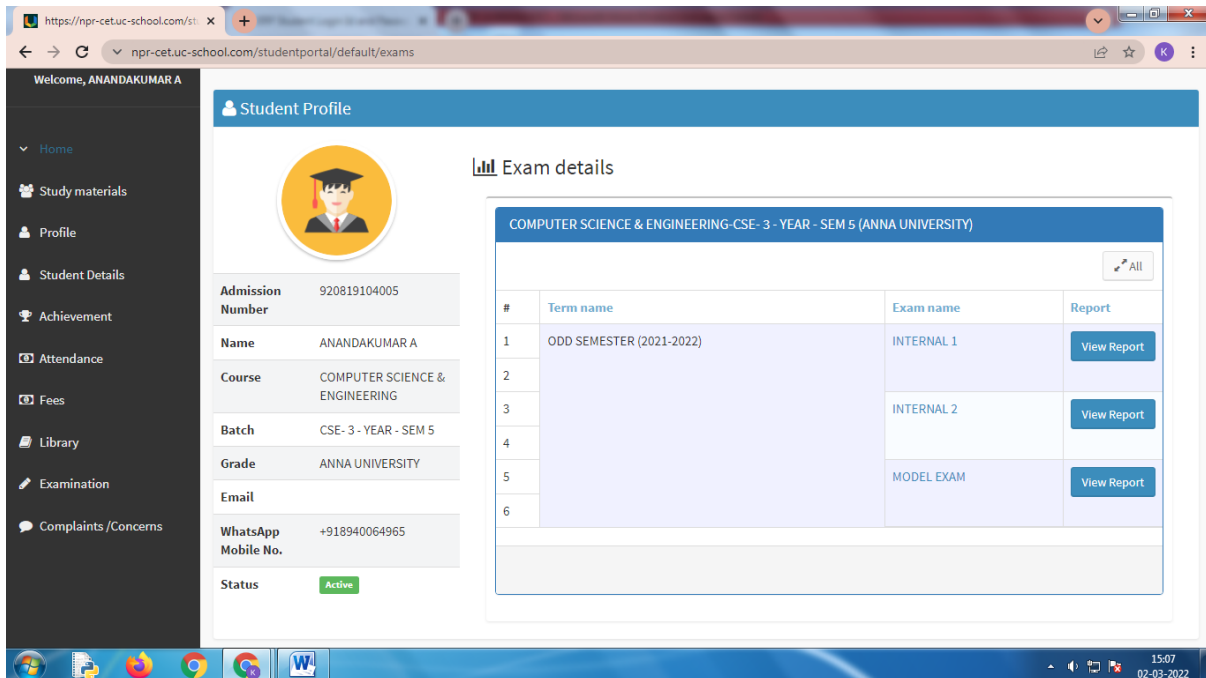 https://npr-cet.uc-school.com/st
npr-cet.uc-school.com/studentportal/default/exams
K
Welcome, ANANDAKUMAR A
Home
Study materials
Profile
Student Details
Achievement
Attendance
Fees
Library
Examination
Complaints /Concerns
Student Profile
Admission Number 920819104005
Name ANANDAKUMAR A
Course COMPUTER SCIENCE &
ENGINEERING
Batch CSE- 3 - YEAR - SEM 5
Grade ANNA UNIVERSITY
Email
WhatsApp Mobile No. +918940064965
Status Active
Exam details
COMPUTER SCIENCE & ENGINEERING-CSE- 3 - YEAR - SEM 5 (ANNA UNIVERSITY)
All
# Term name Exam name Report
1 ODD SEMESTER (2021-2022) INTERNAL 1 View Report
2
3 INTERNAL 2 View Report
4
5 MODEL EXAM View Report
6
15:07
02-03-2022